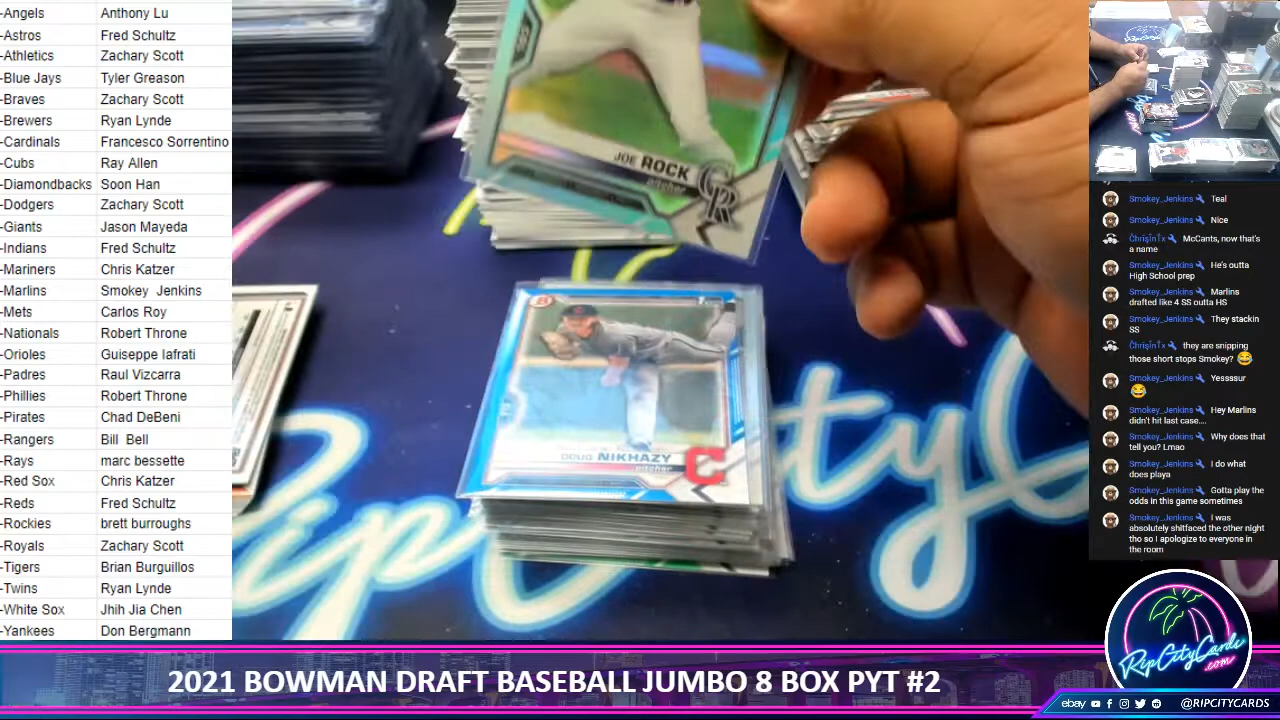 -Angels Anthony Lu
-Astros Fred Schultz
-Athletics Zachary Scott
-Blue Jays Tyler Greason
-Braves Zachary Scott
-Brewers Ryan Lynde
-Cardinals Francesco Sorrentino
-Cubs Ray Allen
-Diamondbacks Soon Han
-Dodgers Zachary Scott
-Giants Jason Mayeda
-Indians Fred Schultz
-Mariners Chris Katzer
-Marlins Smokey Jenkins
-Mets Carlos Roy
-Nationals Robert Throne
-Orioles Guiseppe Iafrati
-Padres Raul Vizcarra
-Phillies Robert Throne
-Pirates Chad DeBeni
-Rangers Bill Bell
-Rays marc bessette
-Red Sox Chris Katzer
-Reds Fred Schultz
-Rockies brett burroughs
-Royals Zachary Scott
-Tigers Brian Burguillos
-Twins Ryan Lynde
-White Sox Jhih Jia Chen
-Yankees Don Bergmann
JOE ROCK
pitcher
CR
DOUG NIKHAZY
pitcher
C
Smokey_Jenkins Teal
Smokey_Jenkins Nice
McCants, now that's
a name
Smokey_Jenkins He's outta
High School prep
Smokey_Jenkins Marlins
drafted like 4 SS outta HS
Smokey_Jenkins They stackin
SS
they are snipping
those short stops Smokey? 😂
Smokey_Jenkins Yesssssur
😂
Smokey_Jenkins Hey Marlins
didn't hit last case....
Smokey_Jenkins Why does that
tell you? Lmao
Smokey_Jenkins I do what
does playa
Smokey_Jenkins Gotta play the
odds in this game sometimes
Smokey_Jenkins I was
absolutely shitfaced the other night
tho so I apologize to everyone in
the room
RipCityCards
.com
2021 BOWMAN DRAFT BASEBALL JUMBO 8 BOX PYT #2
ebay @RIPCITYCARDS